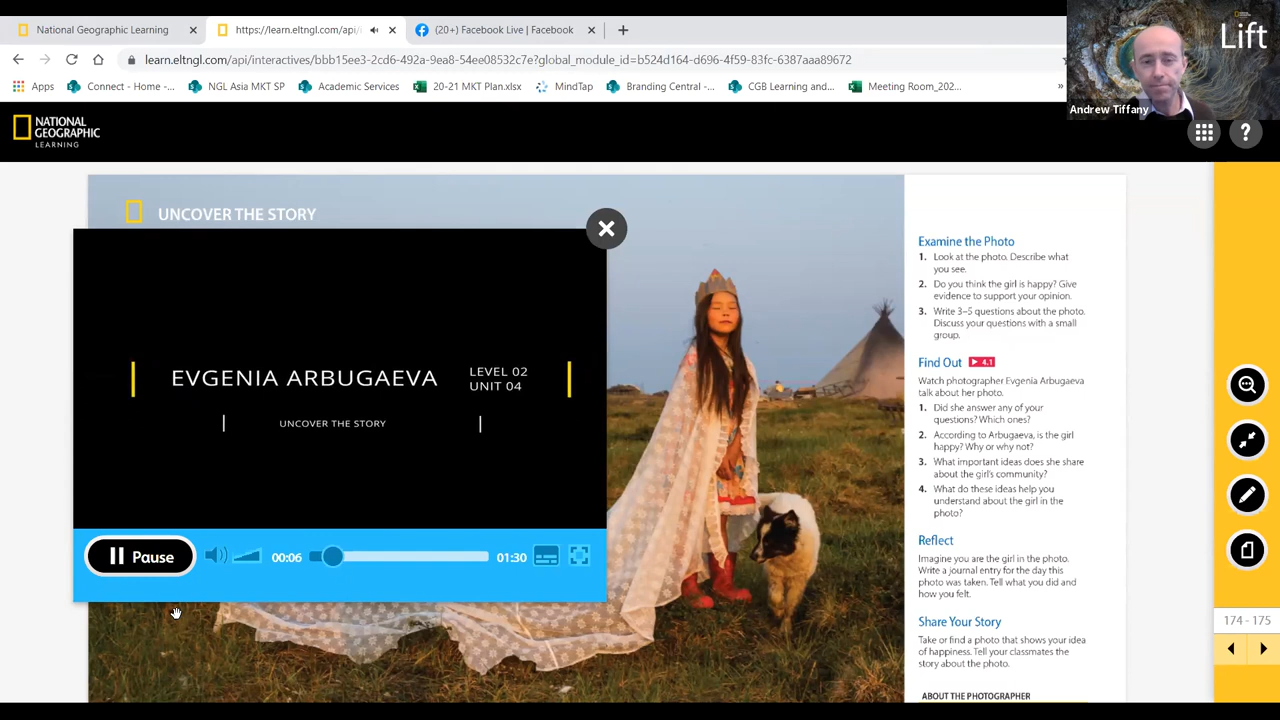 National Geographic Learning
https://learn.eltngl.com/api/i
(20+) Facebook Live | Facebook
Lift
learn.eltngl.com/api/interactives/bbb15ee3-2cd6-492a-9ea8-54ee08532c7a?global_module_id=b524d164-d696-4f59-83fc-6387aaa89672
Apps
Connect - Home -...
NGL Asia MKT SP
Academic Services
20-21 MKT Plan.xlsx
MindTap
Branding Central -...
CGB Learning and...
Meeting Room_202...
»
Andrew Tiffany
NATIONAL
GEOGRAPHIC
LEARNING
?
UNCOVER THE STORY
EVGENIA ARBUGAEVA
LEVEL 02
UNIT 04
UNCOVER THE STORY
Pause
00:06
01:30
Examine the Photo
1. Look at the photo. Describe what
you see.
2. Do you think the girl is happy? Give
evidence to support your opinion.
3. Write 3–5 questions about the photo.
Discuss your questions with a small
group.
Find Out 4.1
Watch photographer Evgenia Arbugaeva
talk about her photo.
1. Did she answer any of your
questions? Which ones?
2. According to Arbugaeva, is the girl
happy? Why or why not?
3. What important ideas does she share
about the girl's community?
4. What do these ideas help you
understand about the girl in the
photo?
Reflect
Imagine you are the girl in the photo.
Write a journal entry for the day this
photo was taken. Tell what you did and
how you felt.
Share Your Story
Take or find a photo that shows your idea
of happiness. Tell your classmates the
story about the photo.
ABOUT THE PHOTOGRAPHER
174 - 175